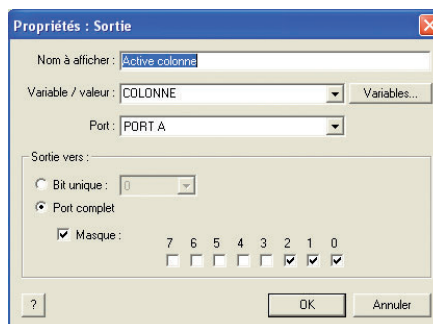 Propriétés : Sortie
Nom à afficher : Active colonne
Variable / valeur : COLONNE Variables...
Port : PORT A
Sortie vers :
Bit unique : 0
Port complet
Masque : 7 6 5 4 3 2 1 0
? OK Annuler